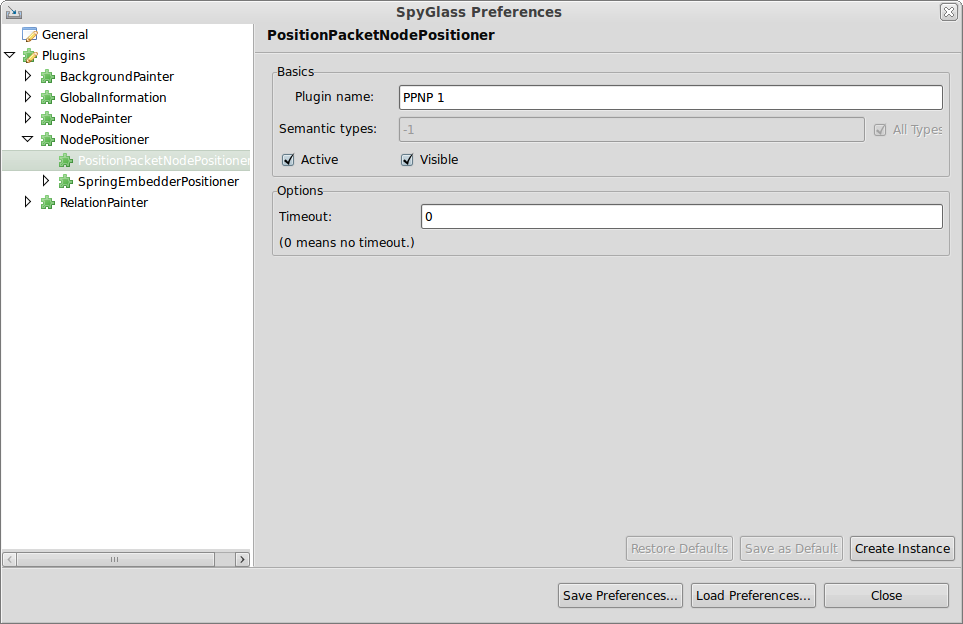 SpyGlass Preferences
General
Plugins
BackgroundPainter
GlobalInformation
NodePainter
NodePositioner
PositionPacketNodePositioner
SpringEmbedderPositioner
RelationPainter
PositionPacketNodePositioner
Basics
Plugin name: PPNP 1
Semantic types: -1 All Types
Active Visible
Options
Timeout: 0
(0 means no timeout.)
Restore Defaults Save as Default Create Instance
Save Preferences... Load Preferences... Close